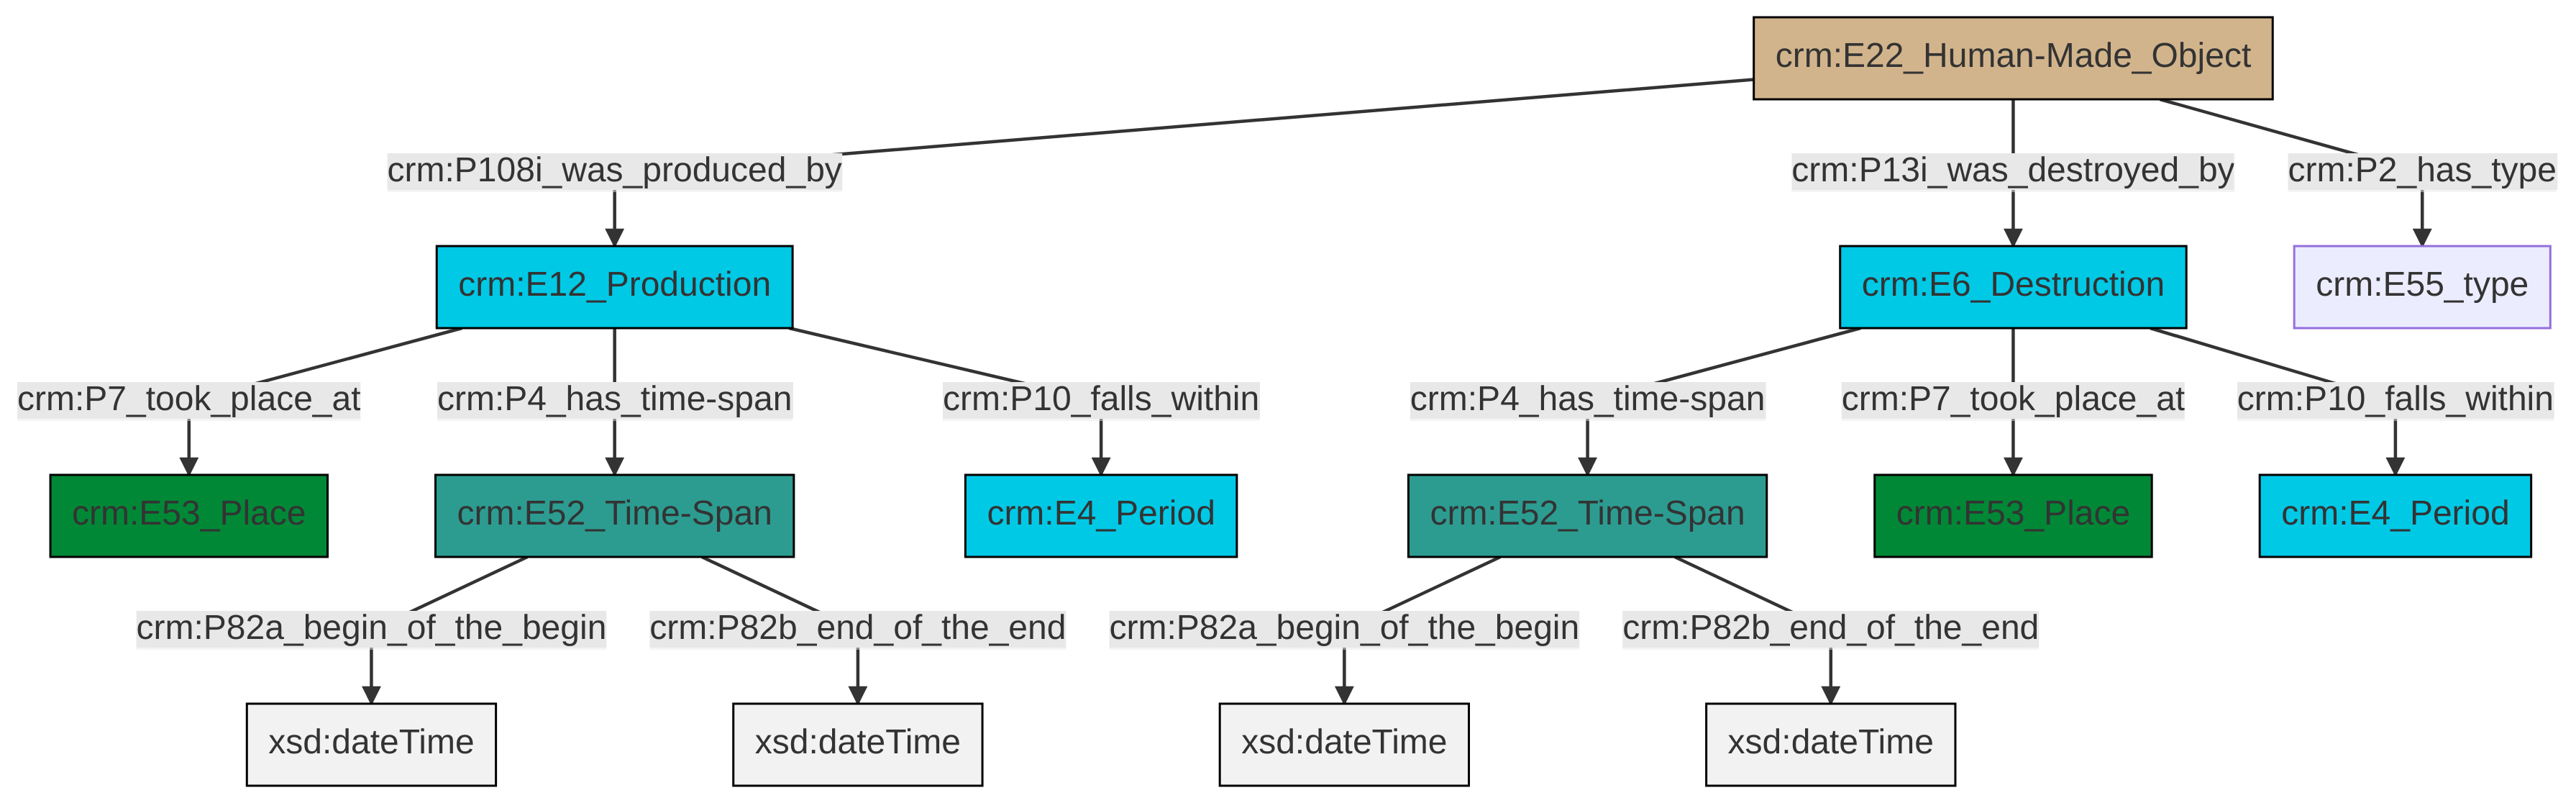 crm:E22_Human-Made_Object
crm:P108i_was_produced_by
crm:P13i_was_destroyed_by
crm:P2_has_type
crm:E12_Production
crm:E6_Destruction
crm:E55_type
crm:P7_took_place_at
crm:P4_has_time-span
crm:P10_falls_within
crm:P4_has_time-span
crm:P7_took_place_at
crm:P10_falls_within
crm:E53_Place
crm:E52_Time-Span
crm:E4_Period
crm:E52_Time-Span
crm:E53_Place
crm:E4_Period
crm:P82a_begin_of_the_begin
crm:P82b_end_of_the_end
crm:P82a_begin_of_the_begin
crm:P82b_end_of_the_end
xsd:dateTime
xsd:dateTime
xsd:dateTime
xsd:dateTime